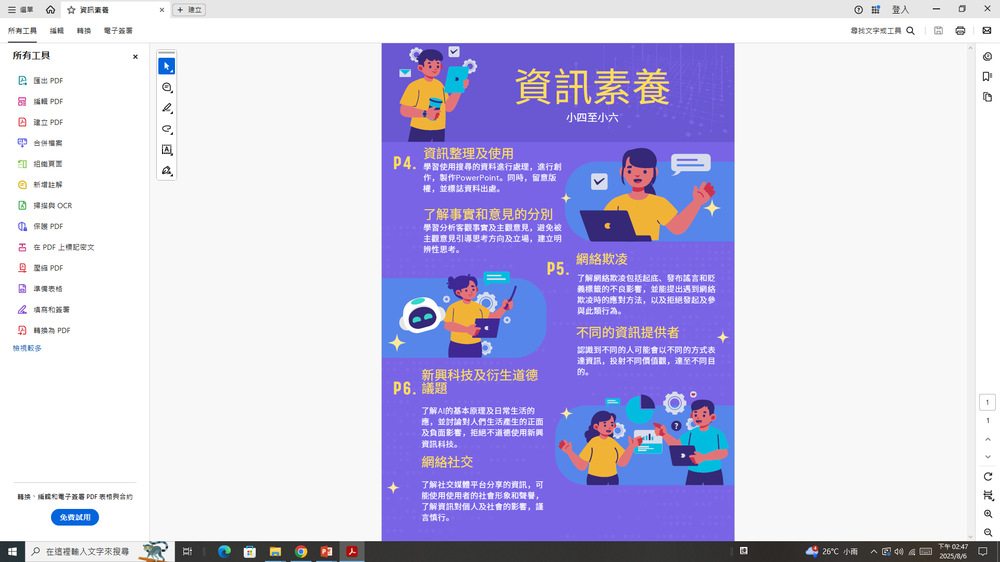 選單
資訊素養
建立
登入
所有工具
編輯
轉換
電子簽署
尋找文字或工具
所有工具
匯出 PDF
編輯 PDF
建立 PDF
合併檔案
組織頁面
新增註解
掃描與 OCR
保護 PDF
在 PDF 上標記密文
壓縮 PDF
準備表格
填寫和簽署
轉換為 PDF
檢視較多
轉換、編輯和電子簽署 PDF 表格與合約
免費試用
資訊素養
小四至小六
P4.
資訊整理及使用
學習使用搜尋的資料進行處理，進行創
作，製作PowerPoint。同時，留意版
權，並標誌資料出處。
了解事實和意見的分別
學習分析客觀事實及主觀意見，避免被
主觀意見引導思考方向及立場，建立明
辨性思考。
P5.
網絡欺凌
了解網絡欺凌包括起底、發布謠言和貶
義標籤的不良影響，並能提出遇到網絡
欺凌時的應對方法，以及拒絕發起及參
與此類行為。
不同的資訊提供者
認識到不同的人可能會以不同的方式表
達資訊，投射不同價值觀，達至不同目
的。
P6.
新興科技及衍生道德
議題
了解AI的基本原理及日常生活的
應，並討論對人們生活產生的正面
及負面影響，拒絕不道德使用新興
資訊科技。
網絡社交
了解社交媒體平台分享的資訊，可
能使用使用者的社會形象和聲譽，
了解資訊對個人及社會的影響，謹
言慎行。
?
1
1
在這裡輸入文字來搜尋
速
4
26°C 小雨
下午 02:47
2025/8/6